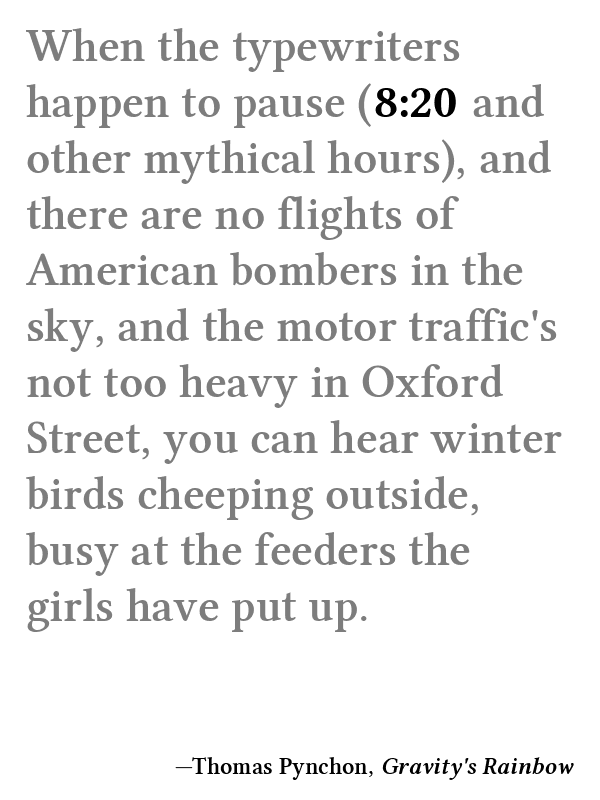 When the typewriters
happen to pause (8:20 and
other mythical hours), and
there are no flights of
American bombers in the
sky, and the motor traffic's
not too heavy in Oxford
Street, you can hear winter
birds cheeping outside,
busy at the feeders the
girls have put up.
—Thomas Pynchon, Gravity's Rainbow